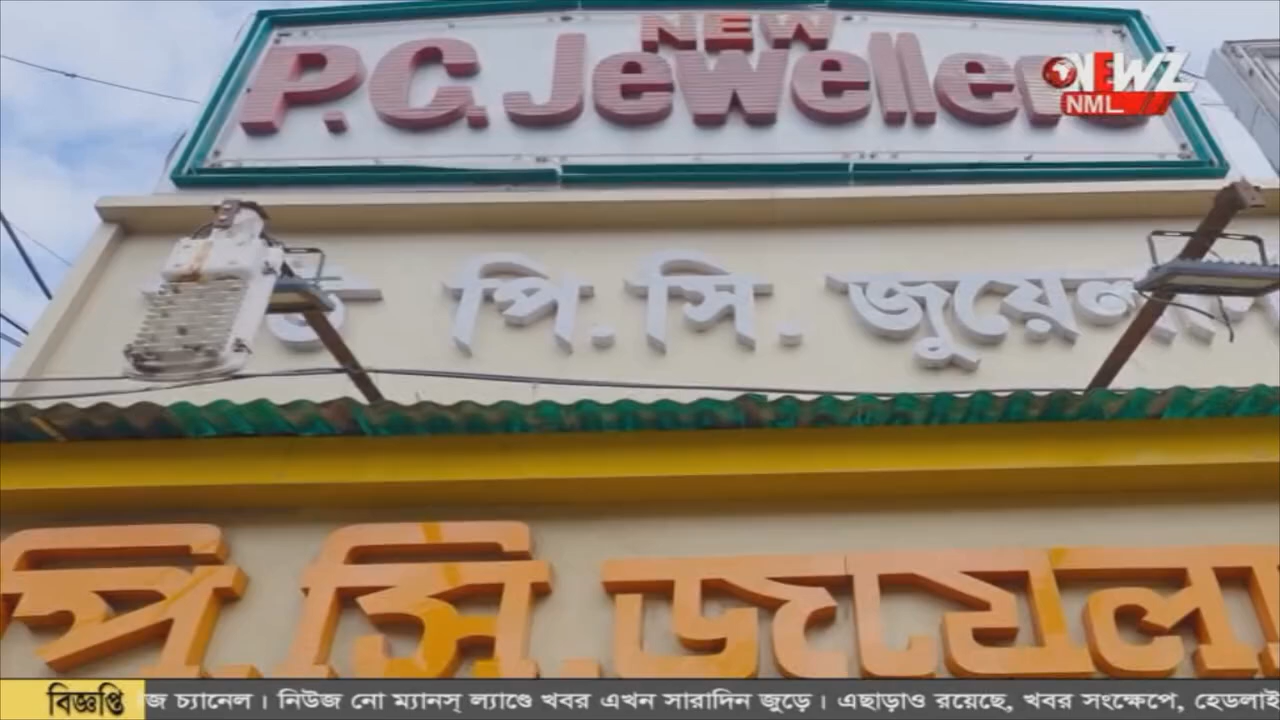 NEW
P.C. Jewellers
NEWZ
NML
পি. সি. জুয়েলার্স
পি. সি. জুয়েলা
বিজ্ঞপ্তি
জ চ্যানেল। নিউজ নো ম্যানস্ ল্যাণ্ডে খবর এখন সারাদিন জুড়ে। এছাড়াও রয়েছে, খবর সংক্ষেপে, হেডলাই